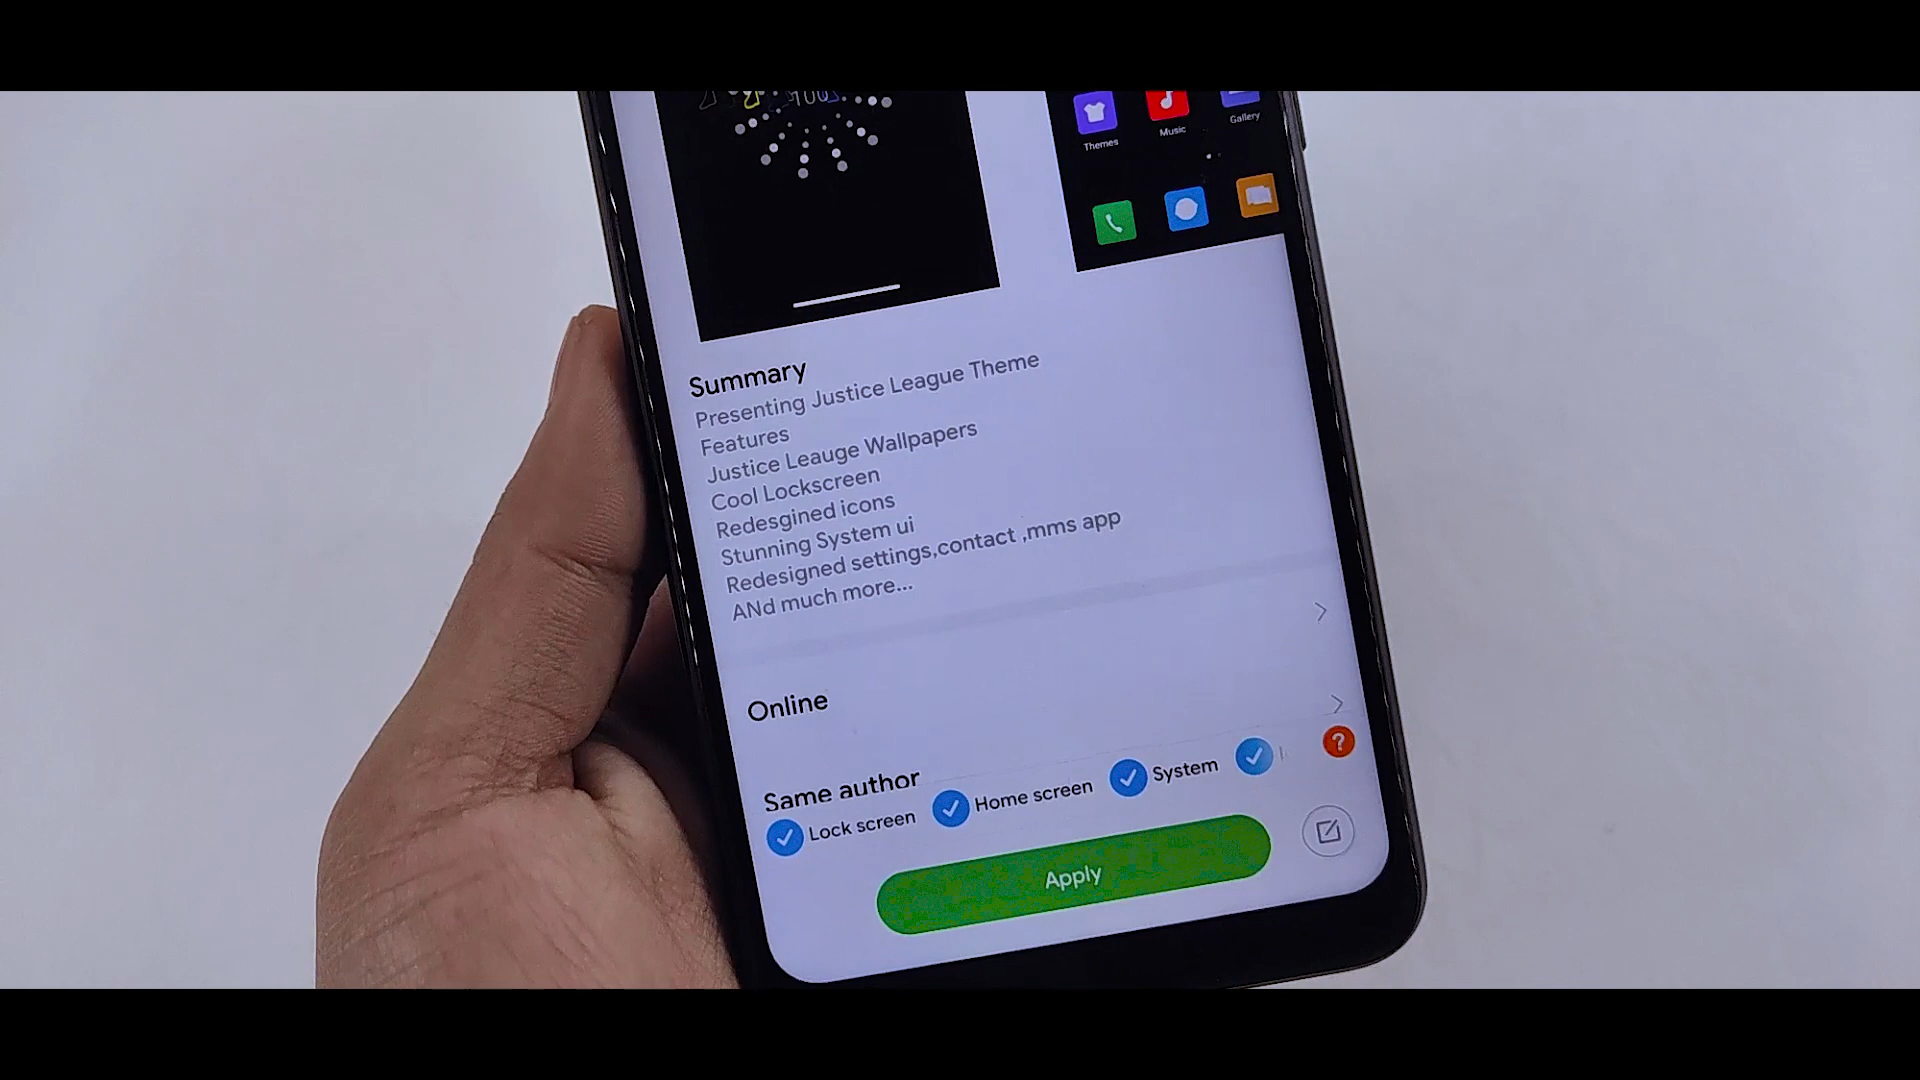 100
Themes
Music
Gallery
Summary
Presenting Justice League Theme
Features
Justice Leauge Wallpapers
Cool Lockscreen
Redesgined icons
Stunning System ui
Redesigned settings,contact ,mms app
ANd much more...
Online
Same author
Lock screen
Home screen
System
?
Apply